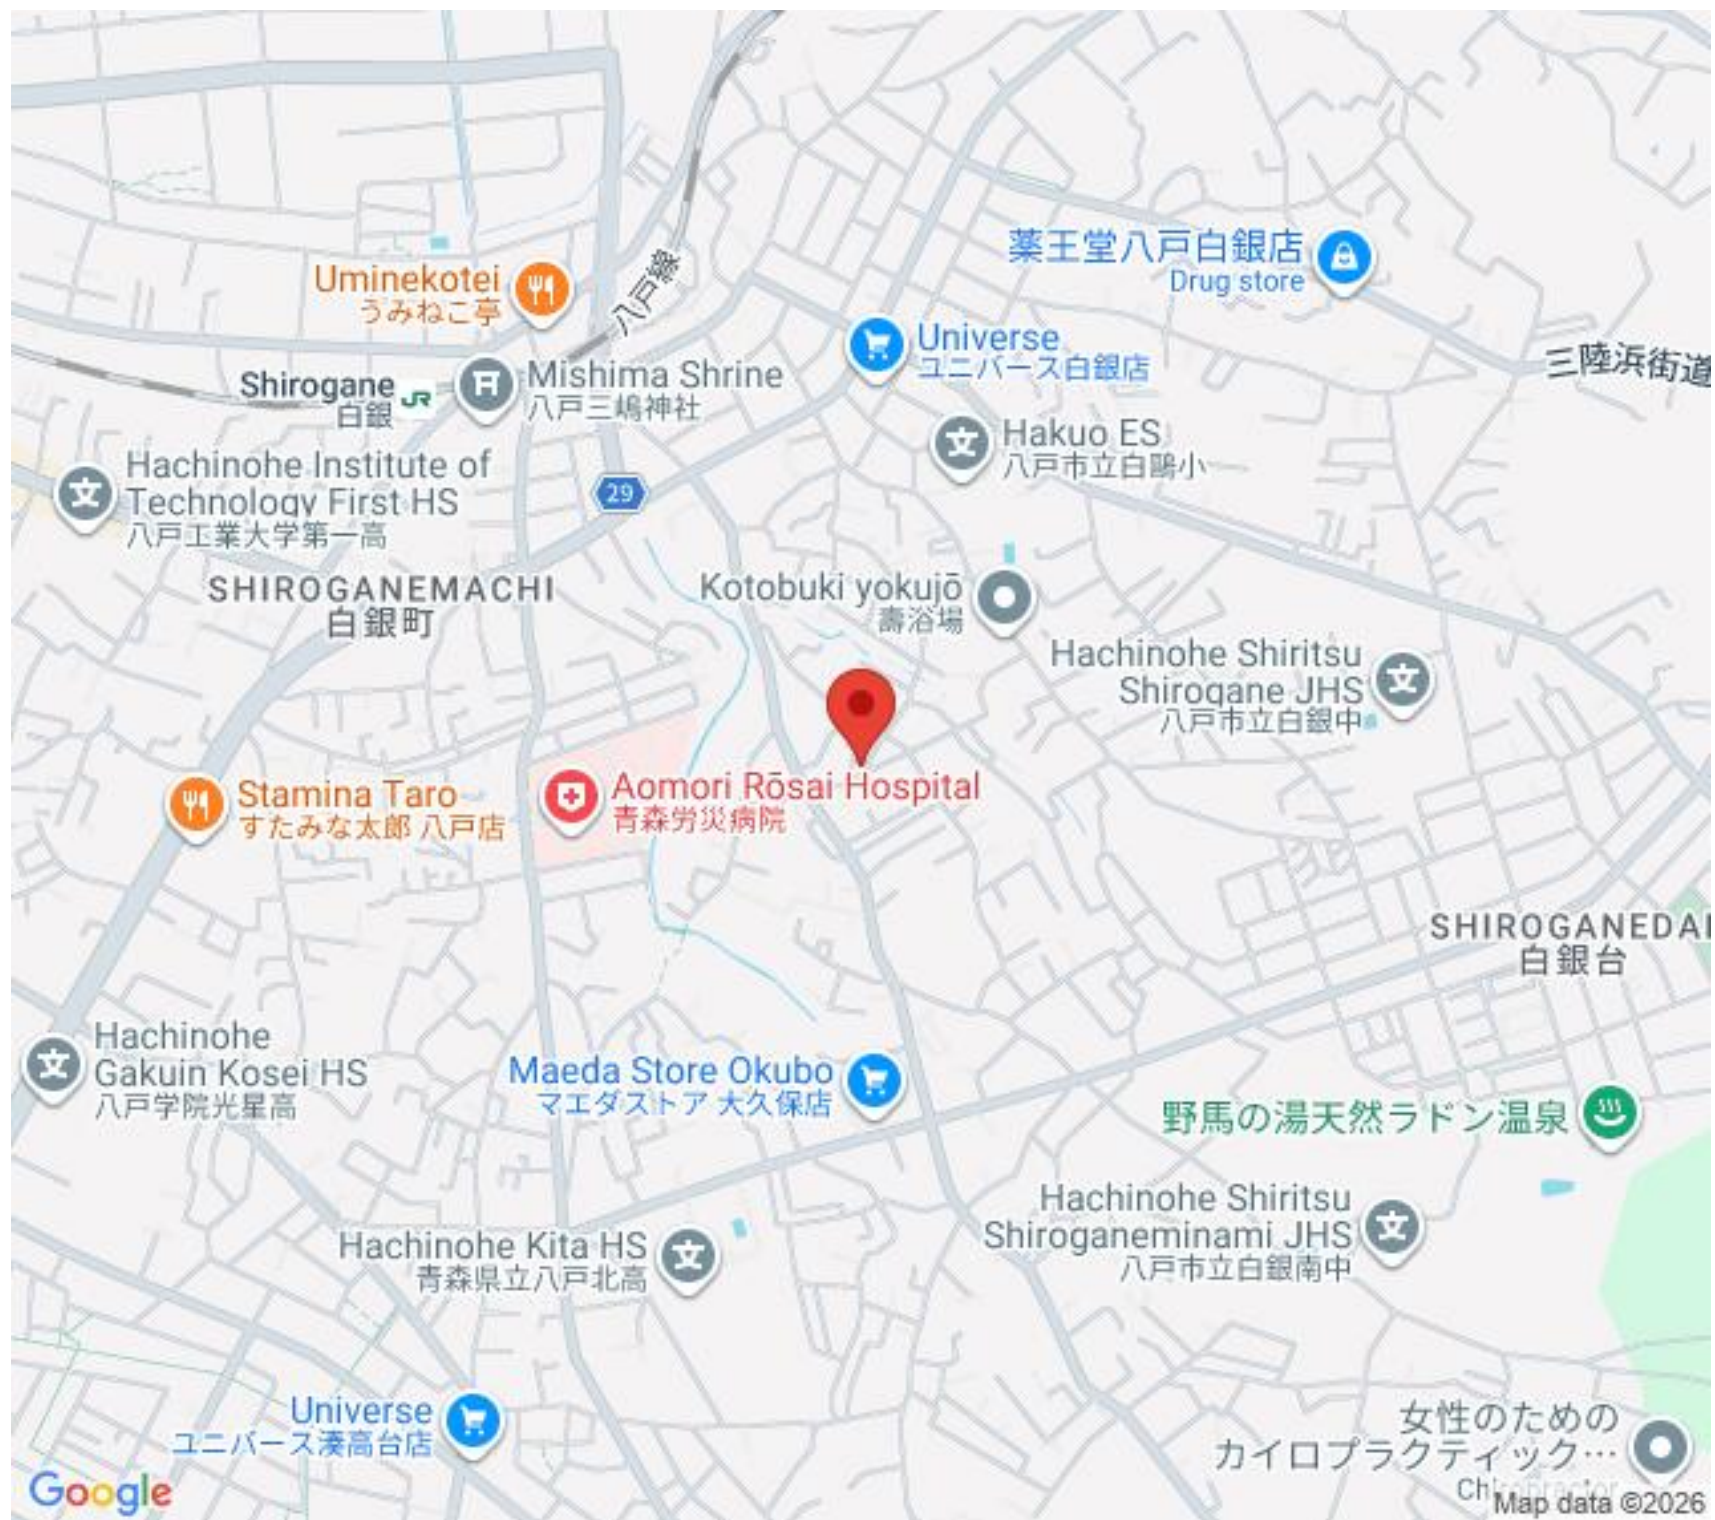 薬王堂八戸白銀店
Drug store
Uminekotei
うみねこ亭
八戸線
Universe
ユニバース白銀店
三陸浜街道
Shirogane
白銀
JR
Mishima Shrine
八戸三嶋神社
Hakuo ES
八戸市立白鷗小
Hachinohe Institute of
Technology First HS
八戸工業大学第一高
29
SHIROGANEMACHI
白銀町
Kotobuki yokujō
壽浴場
Hachinohe Shiritsu
Shirogane JHS
八戸市立白銀中
Stamina Taro
すたみな太郎 八戸店
Aomori Rōsai Hospital
青森労災病院
SHIROGANEDAI
白銀台
Hachinohe
Gakuin Kosei HS
八戸学院光星高
Maeda Store Okubo
マエダストア 大久保店
野馬の湯天然ラドン温泉
Hachinohe Shiritsu
Shiroganeminami JHS
八戸市立白銀南中
Hachinohe Kita HS
青森県立八戸北高
Universe
ユニバース湊高台店
女性のための
カイロプラクティック…
Chiropractor
Google
Map data ©2026